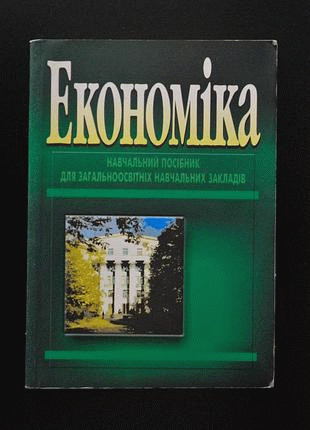 Економіка
НАВЧАЛЬНИЙ ПОСІБНИК
ДЛЯ ЗАГАЛЬНООСВІТНІХ НАВЧАЛЬНИХ ЗАКЛАДІВ